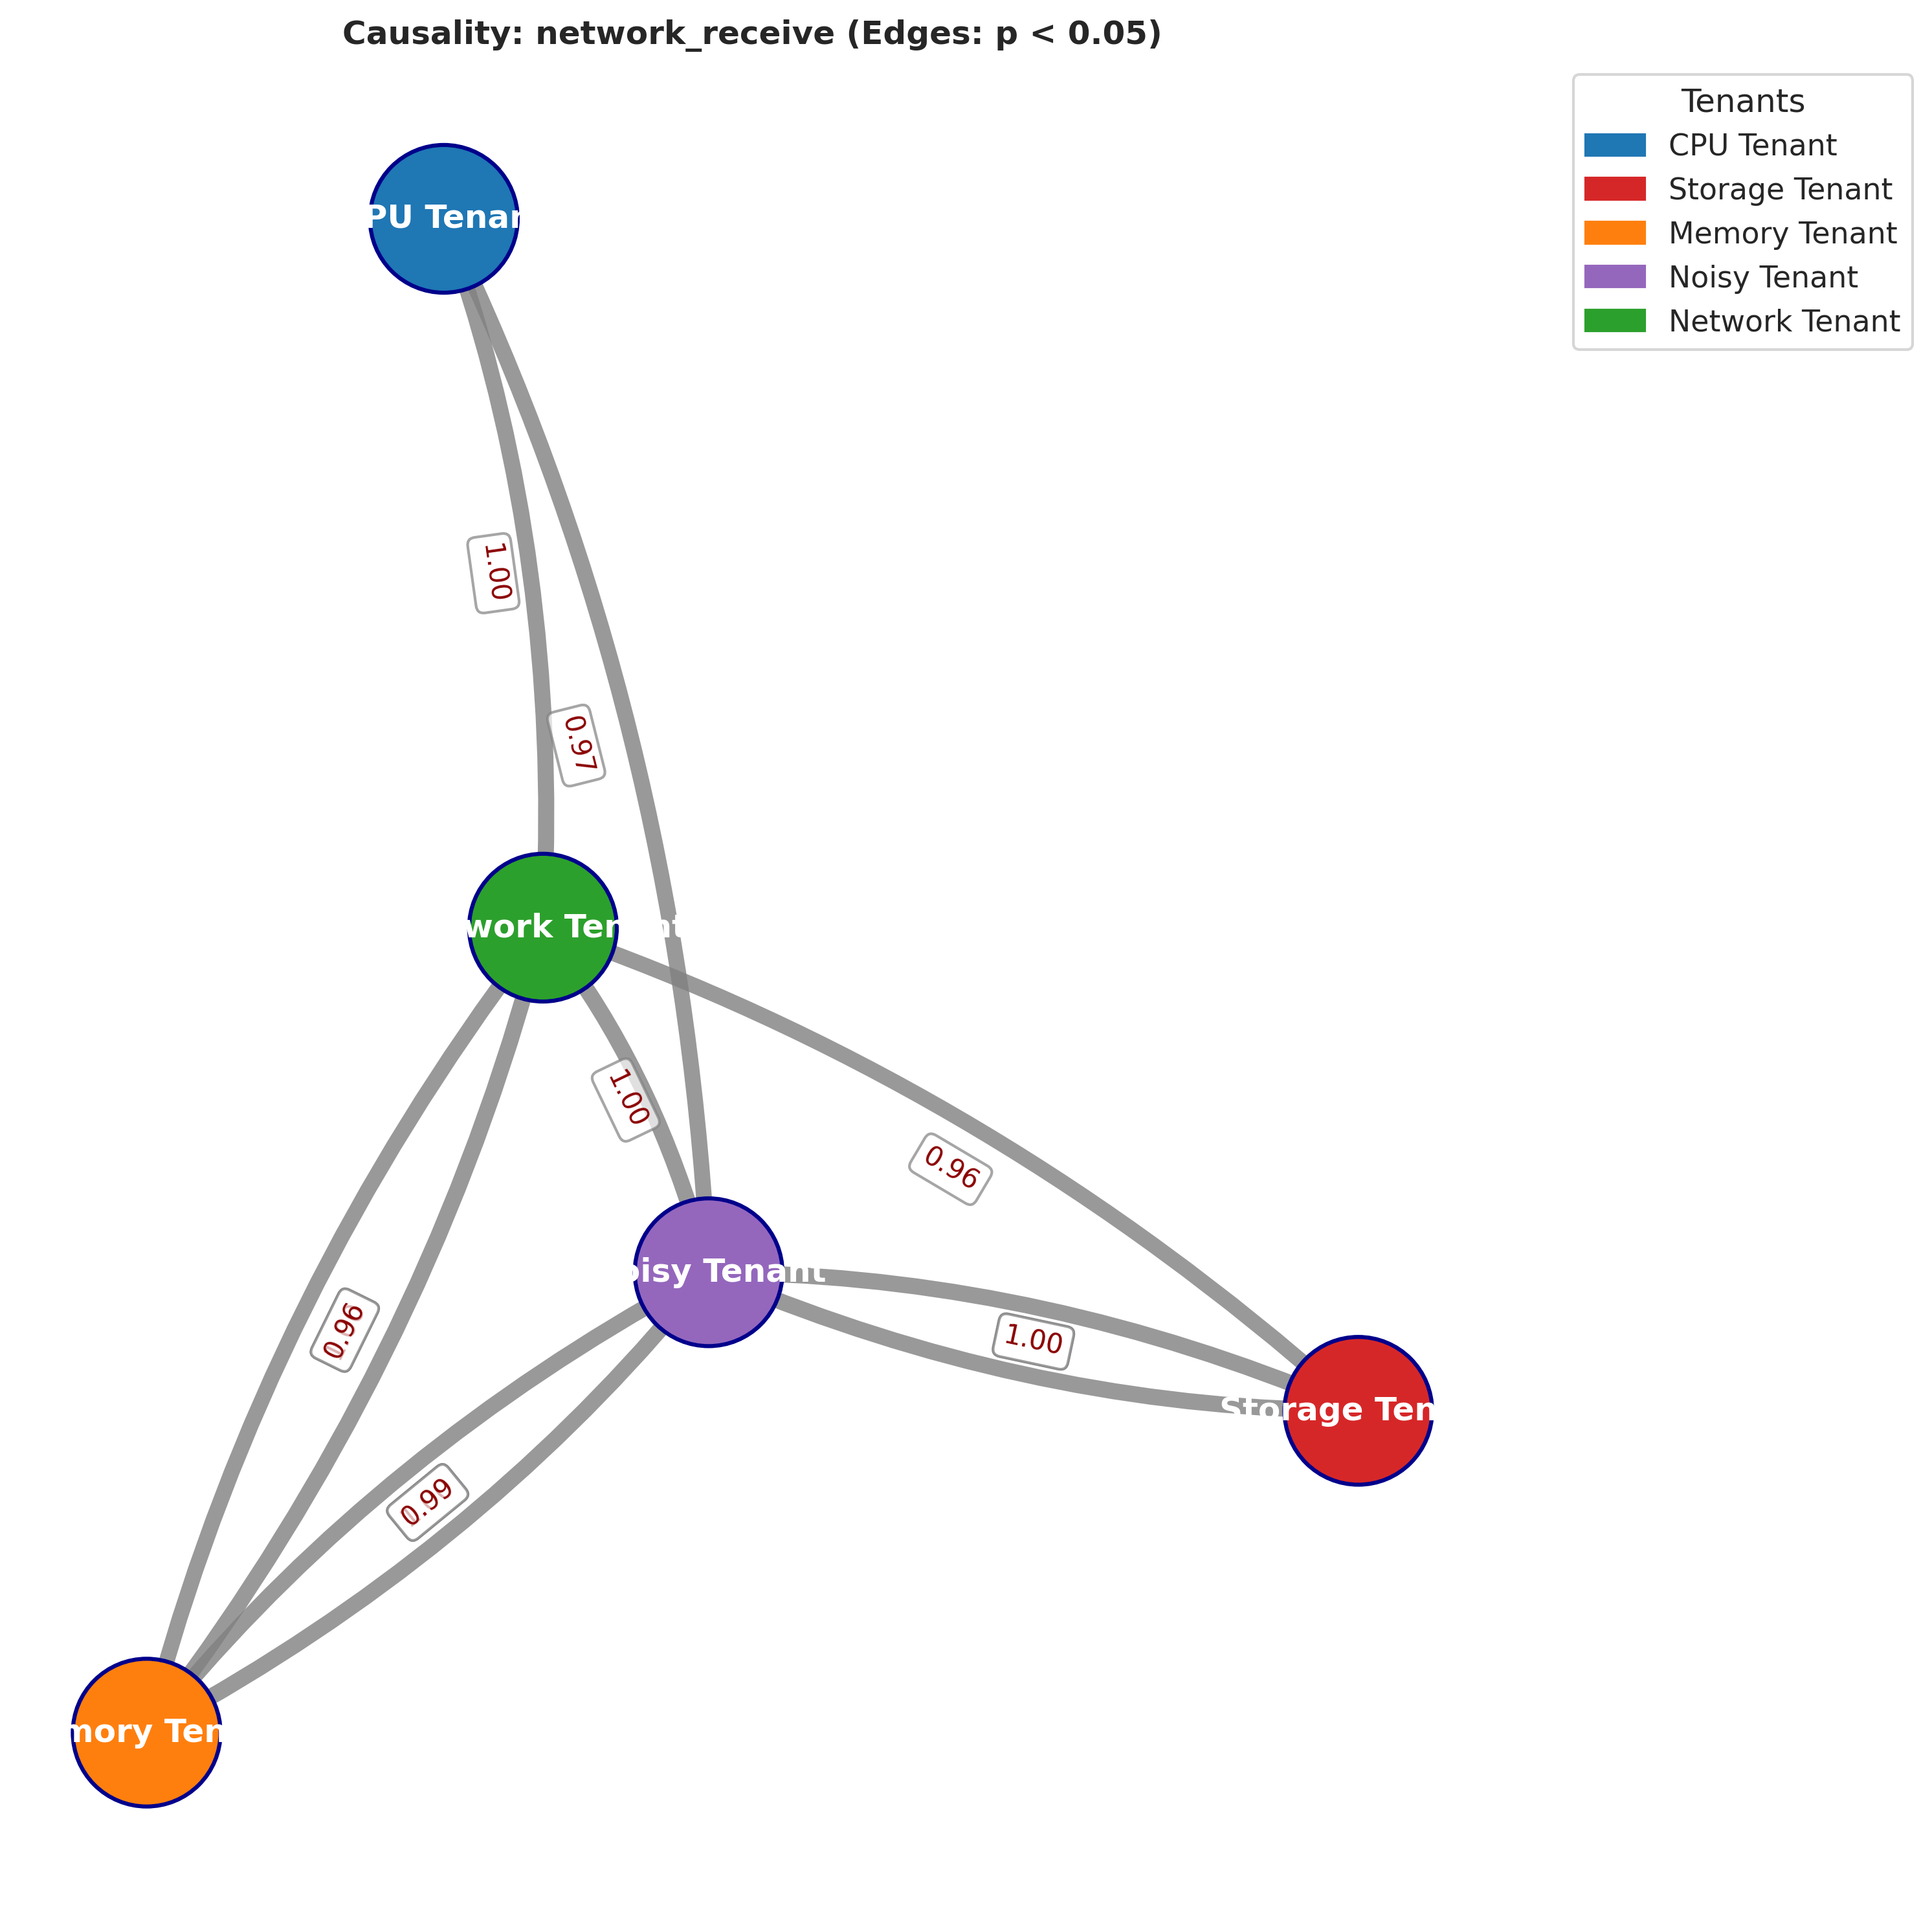 Causality: network_receive (Edges: p < 0.05)
Tenants
CPU Tenant
Storage Tenant
Memory Tenant
Noisy Tenant
Network Tenant
PU Tenan
1.00
0.97
work Tenant
1.00
0.96
oisy Tenant
1.00
0.96
Storage Ten
0.99
mory Ten